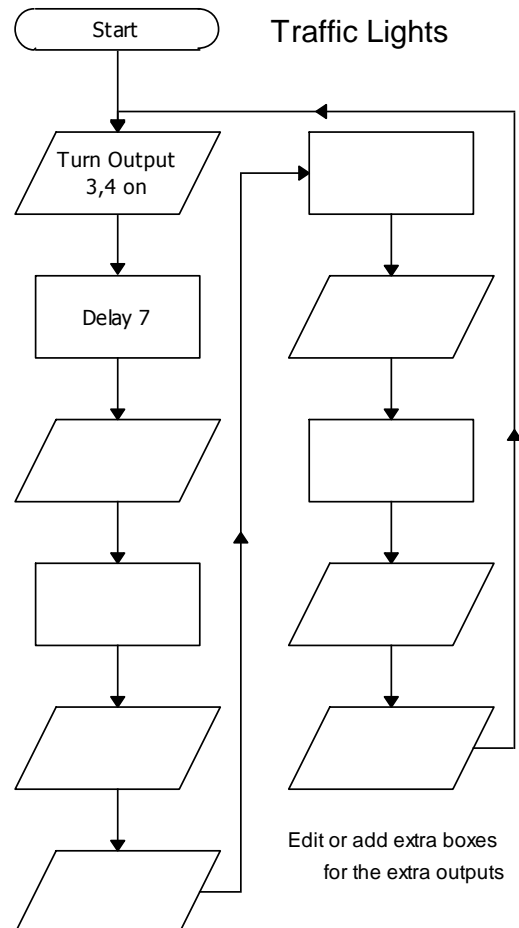 Start
Traffic Lights
Turn Output
3,4 on
Delay 7
Edit or add extra boxes
for the extra outputs